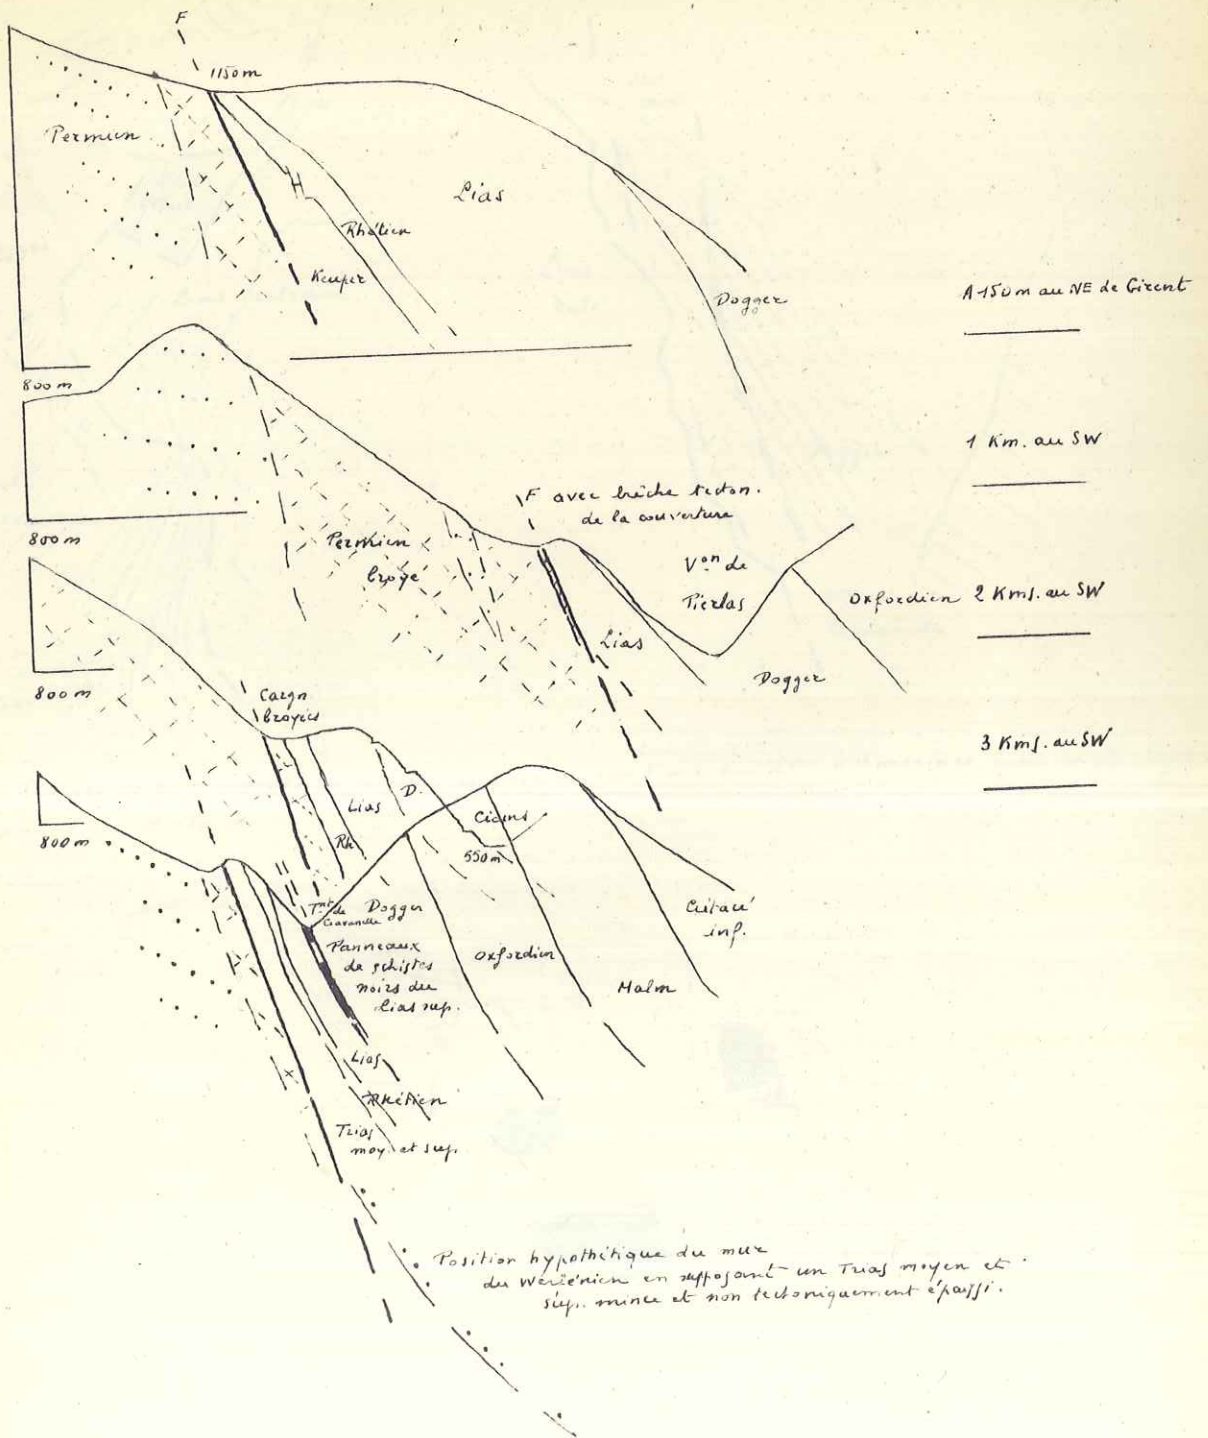 F
1150m
Permien
H
Lias
Rhétien
Keuper
Dogger
A 150m au NE de Girent
800m
1 Km. au SW
F avec brèche tecton.
de la couverture
800m
Permien
broyé
Von de
Pierlas
Oxfordien
2 Kms. au SW
Lias
Dogger
800m
Cargn
broyées
3 Kms. au SW
Lias
D.
Rh
Cians
550m
800m
Tnt de
Dogger
Crétacé
inf.
Panneaux
de schistes
noirs du
Lias sup.
Oxfordien
Malm
Lias
Rhétien
Trias
moy. et sup.
Position hypothétique du mur
du Werfénien en supposant un Trias moyen et
sup. mince et non tectoniquement épaissi.